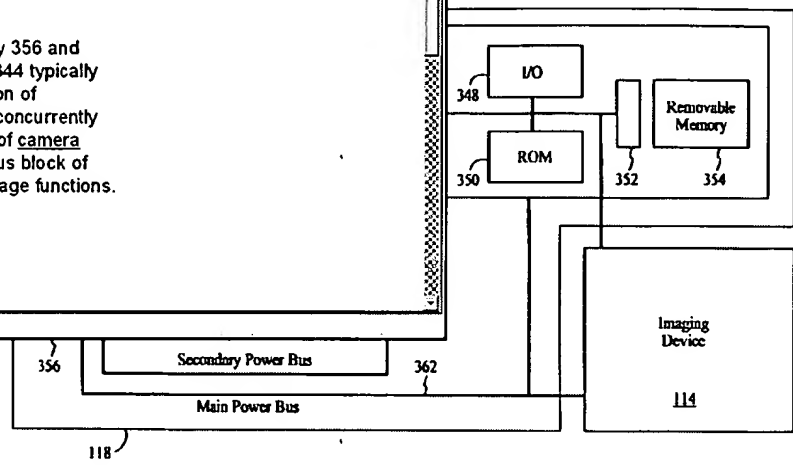 y 356 and
344 typically
on of
concurrently
of camera
us block of
age functions.
I/O
348
ROM
350
352
Removable
Memory
354
356
Secondary Power Bus
362
Main Power Bus
118
Imaging
Device
114